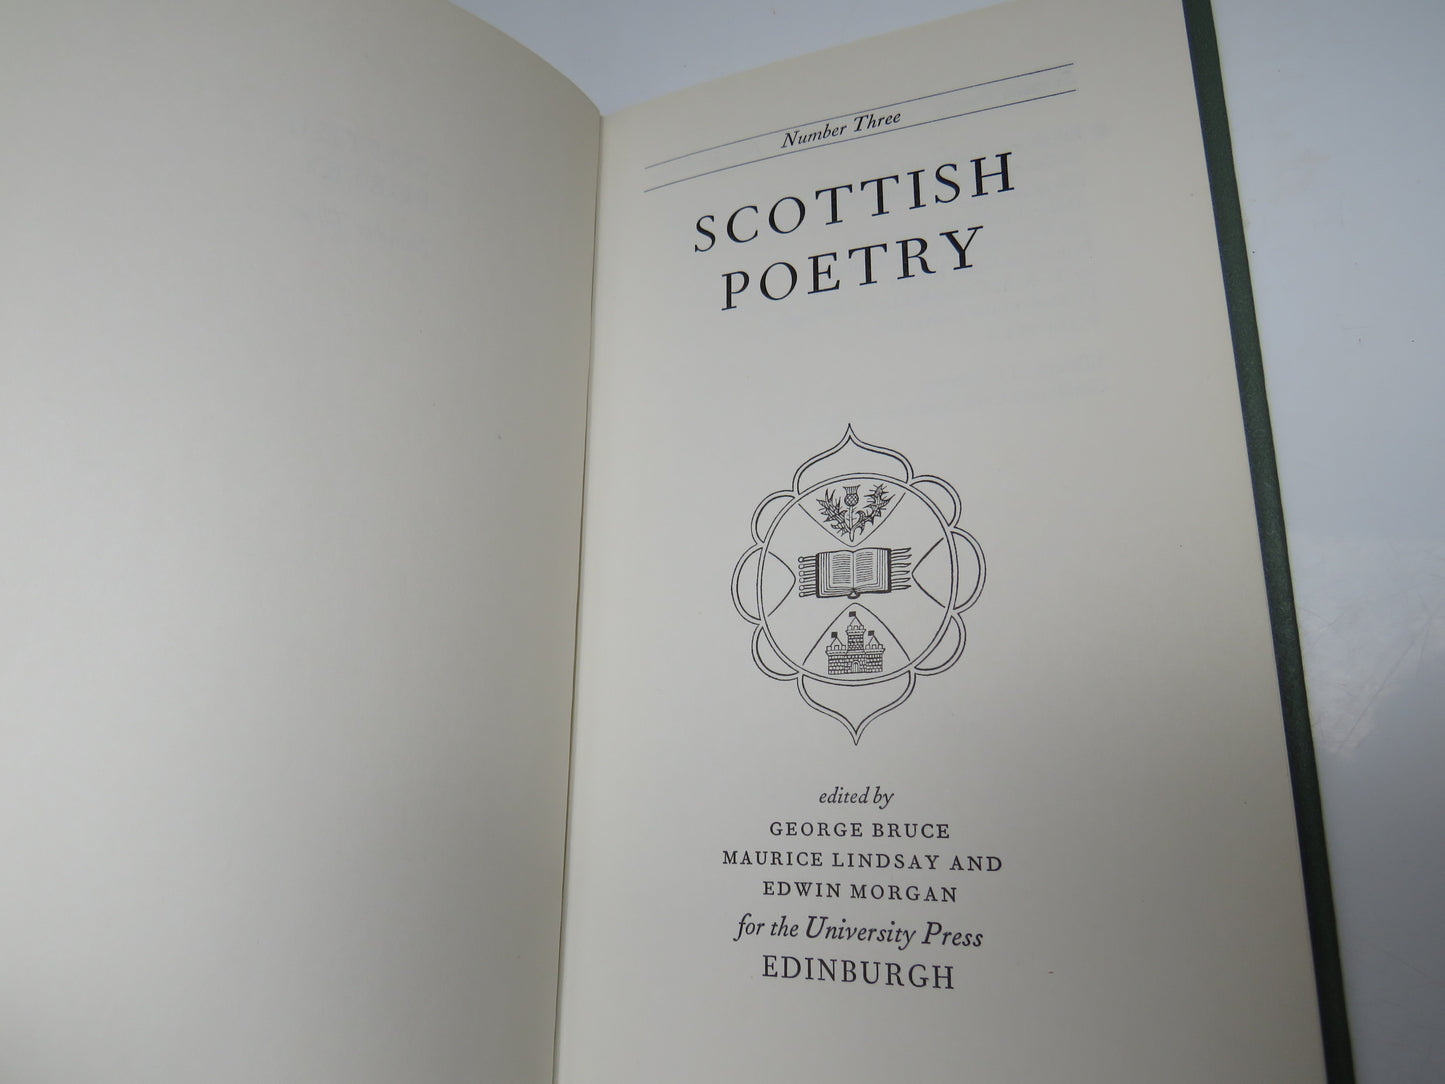 Number Three
SCOTTISH
POETRY
edited by
GEORGE BRUCE
MAURICE LINDSAY AND
EDWIN MORGAN
for the University Press
EDINBURGH